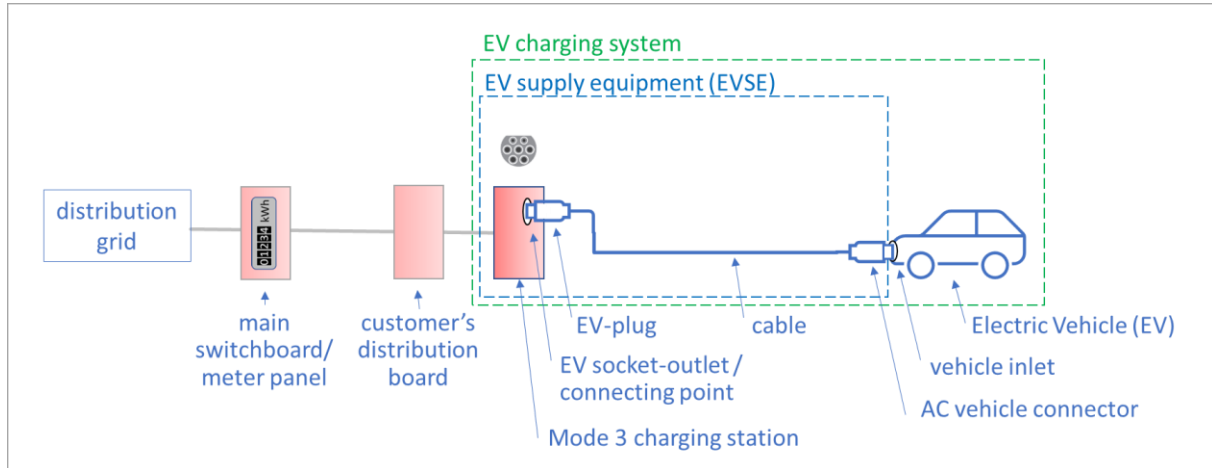 EV charging system
EV supply equipment (EVSE)
distribution
grid
01234 kWh
main
switchboard/
meter panel
customer's
distribution
board
EV-plug
EV socket-outlet /
connecting point
Mode 3 charging station
cable
Electric Vehicle (EV)
vehicle inlet
AC vehicle connector